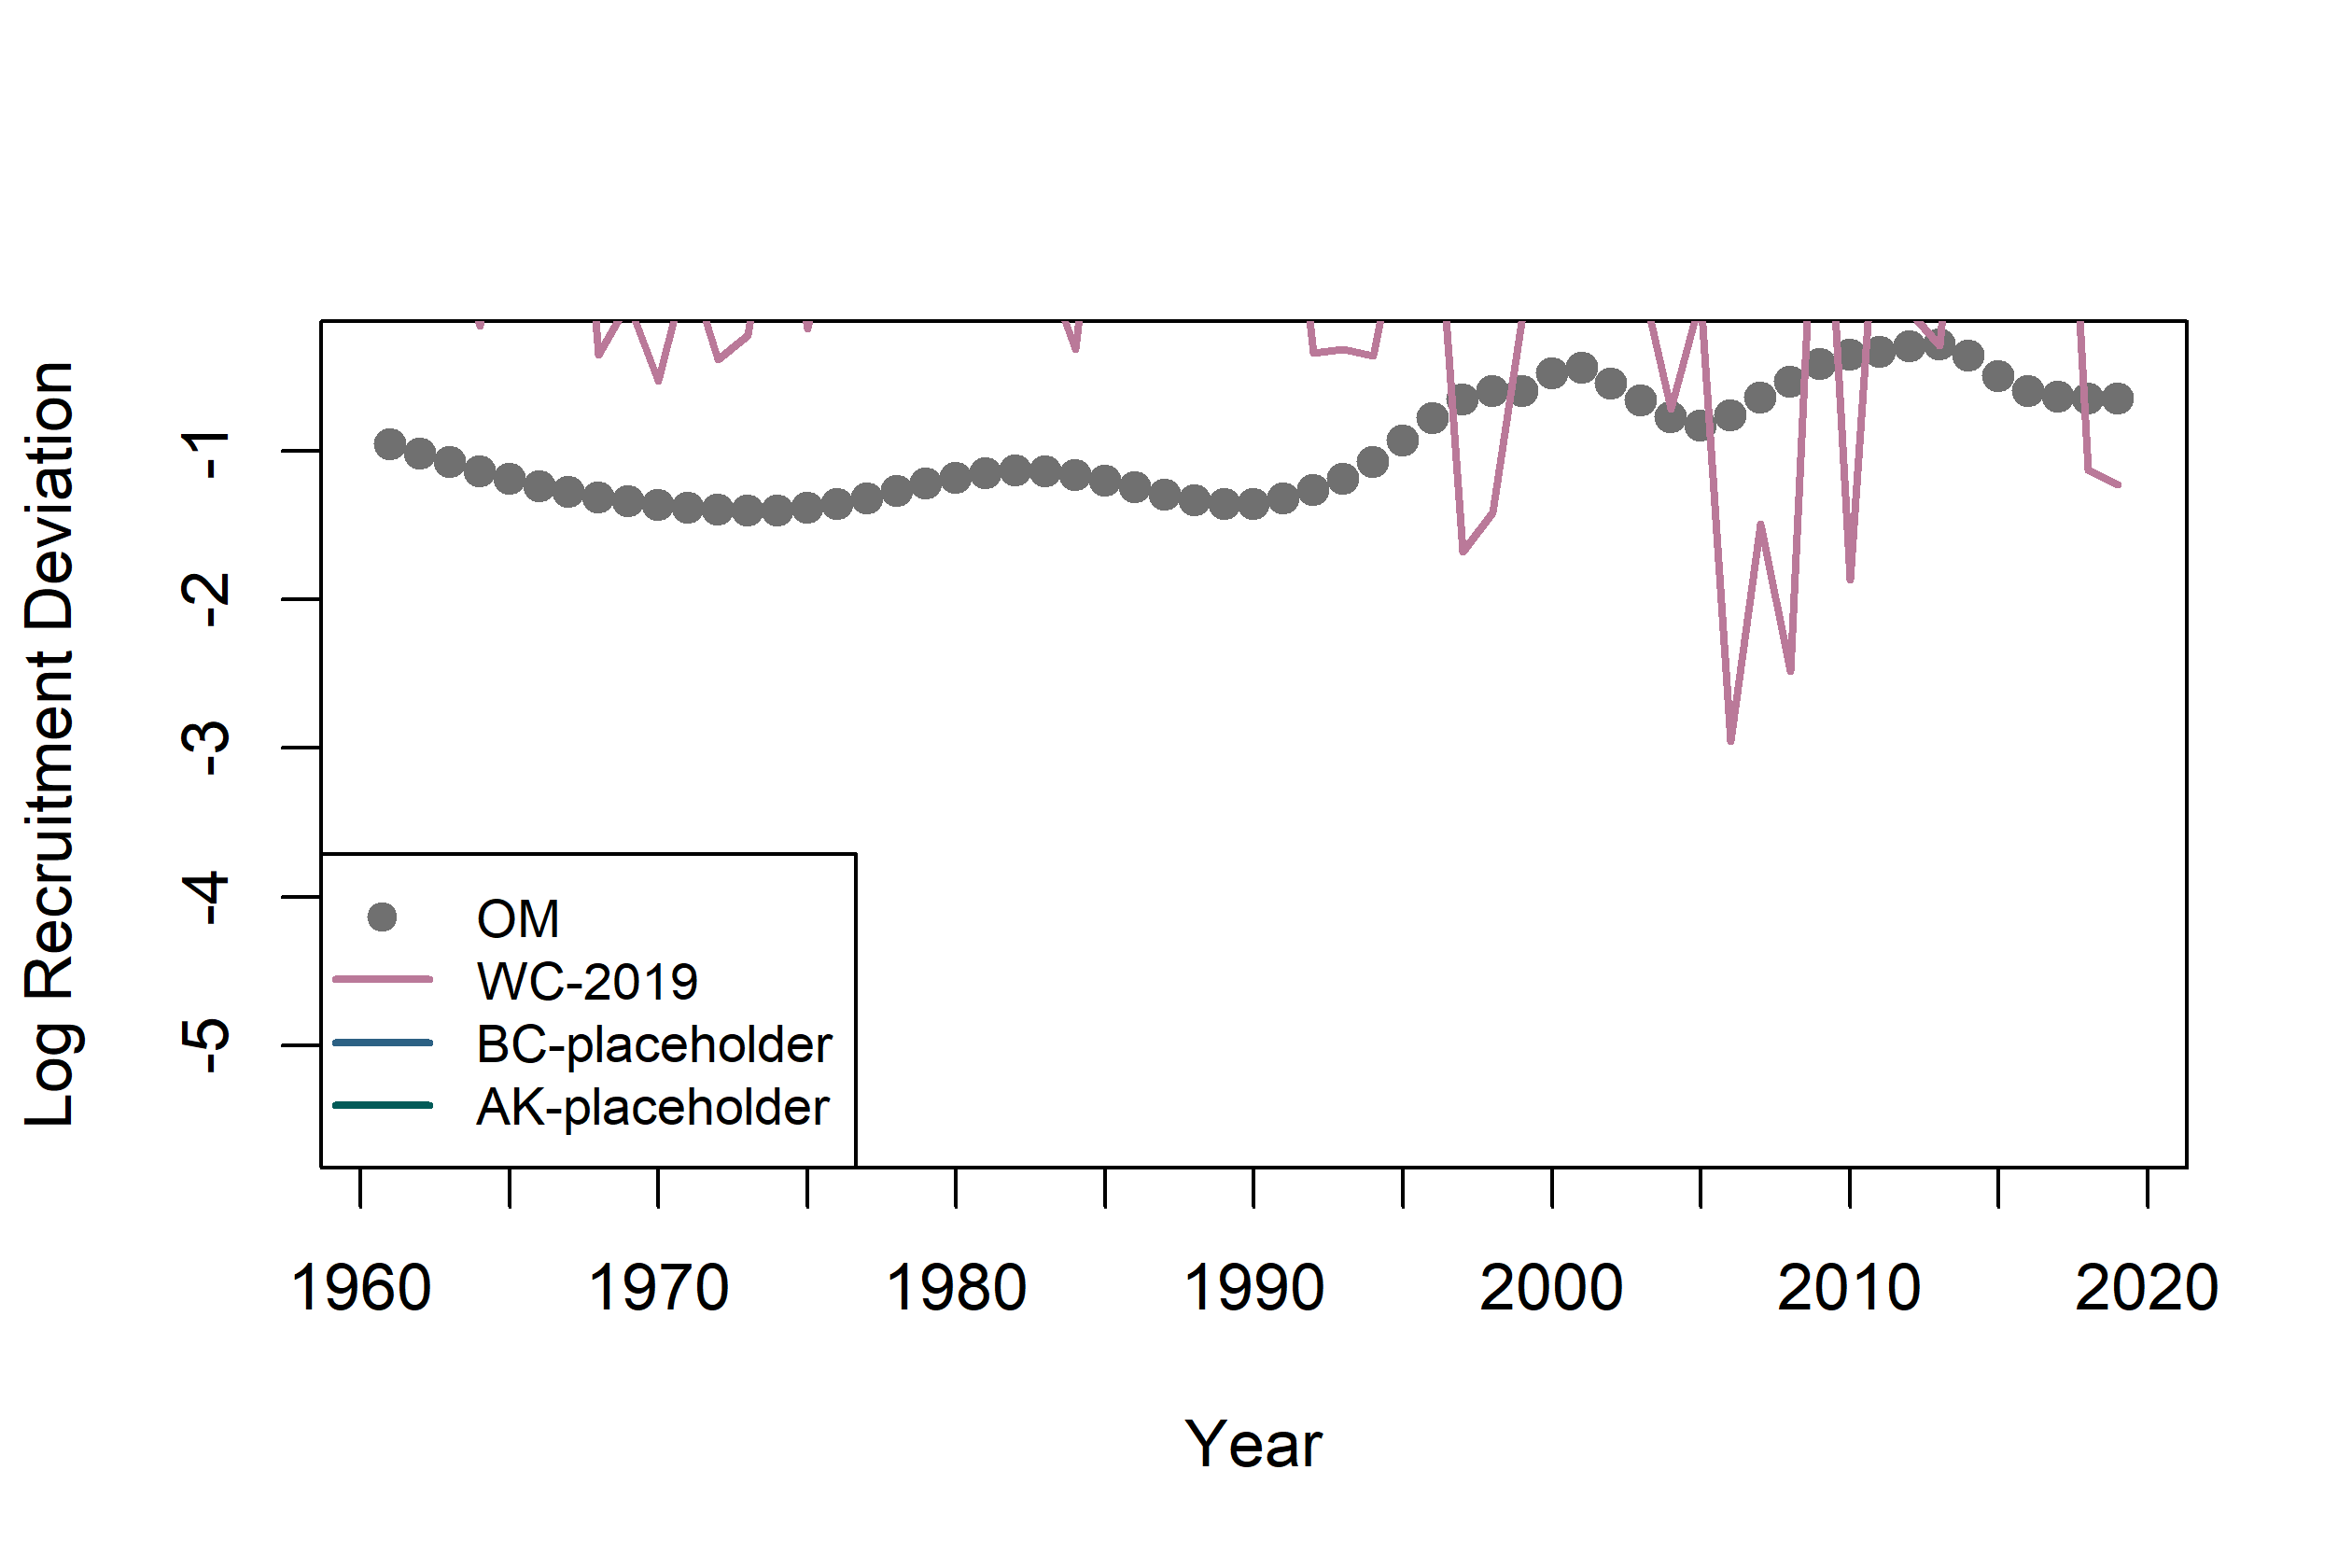 Log Recruitment Deviation
-1
-2
-3
-4
-5
OM
WC-2019
BC-placeholder
AK-placeholder
1960 1970 1980 1990 2000 2010 2020
Year